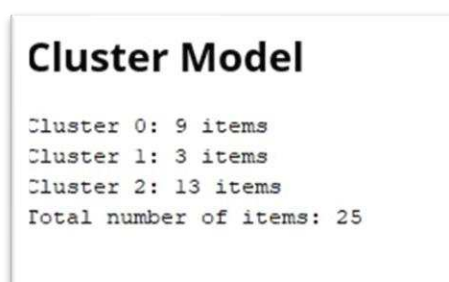 Cluster Model
Cluster 0: 9 items
Cluster 1: 3 items
Cluster 2: 13 items
Total number of items: 25